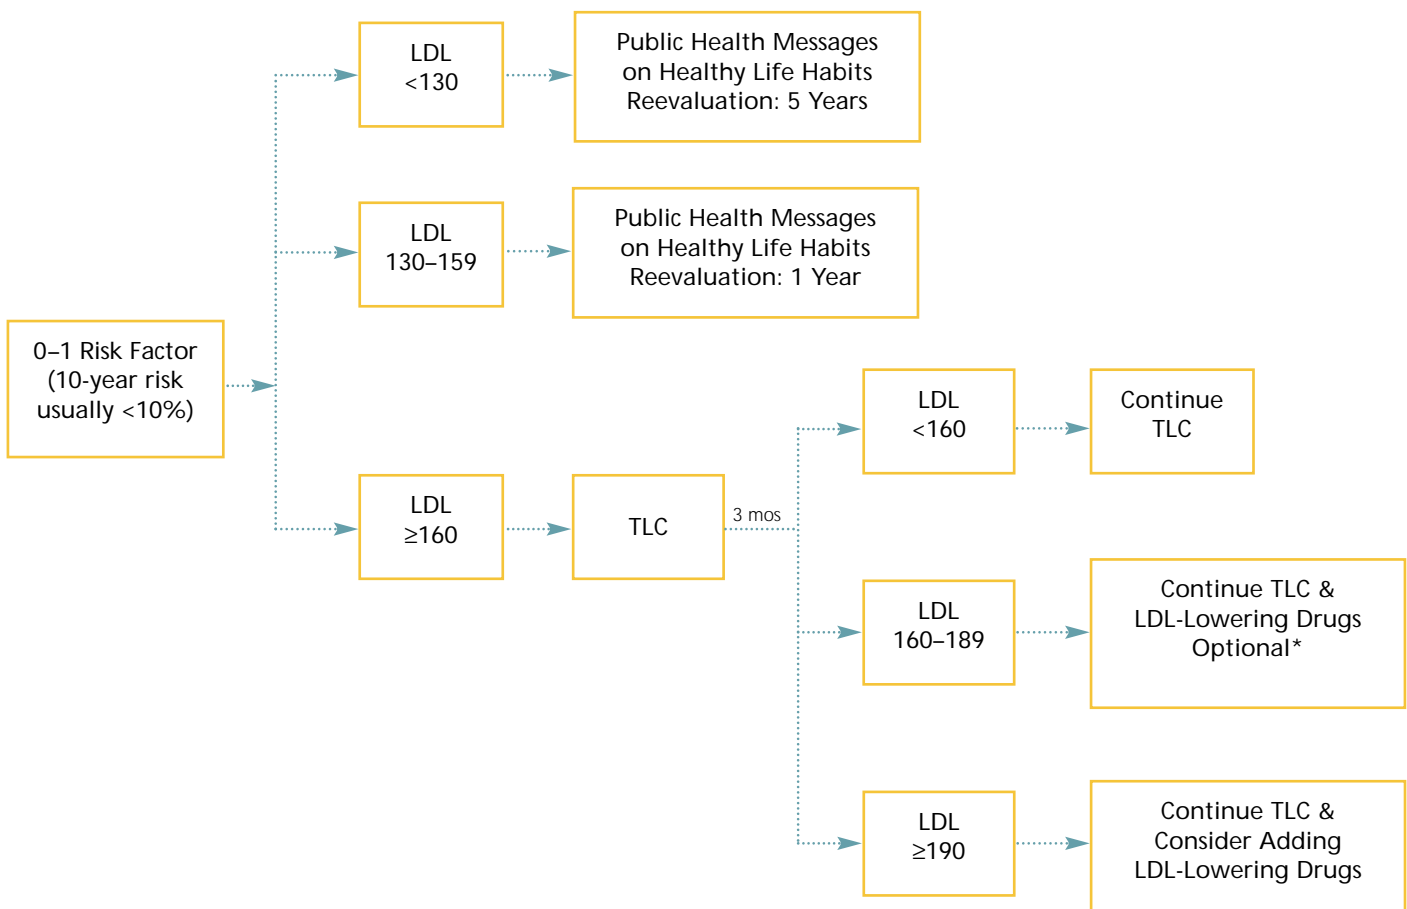 LDL
<130
Public Health Messages
on Healthy Life Habits
Reevaluation: 5 Years
LDL
130–159
Public Health Messages
on Healthy Life Habits
Reevaluation: 1 Year
0–1 Risk Factor
(10-year risk
usually <10%)
LDL
≥160
TLC
3 mos
LDL
<160
Continue
TLC
LDL
160–189
Continue TLC &
LDL-Lowering Drugs
Optional*
LDL
≥190
Continue TLC &
Consider Adding
LDL-Lowering Drugs